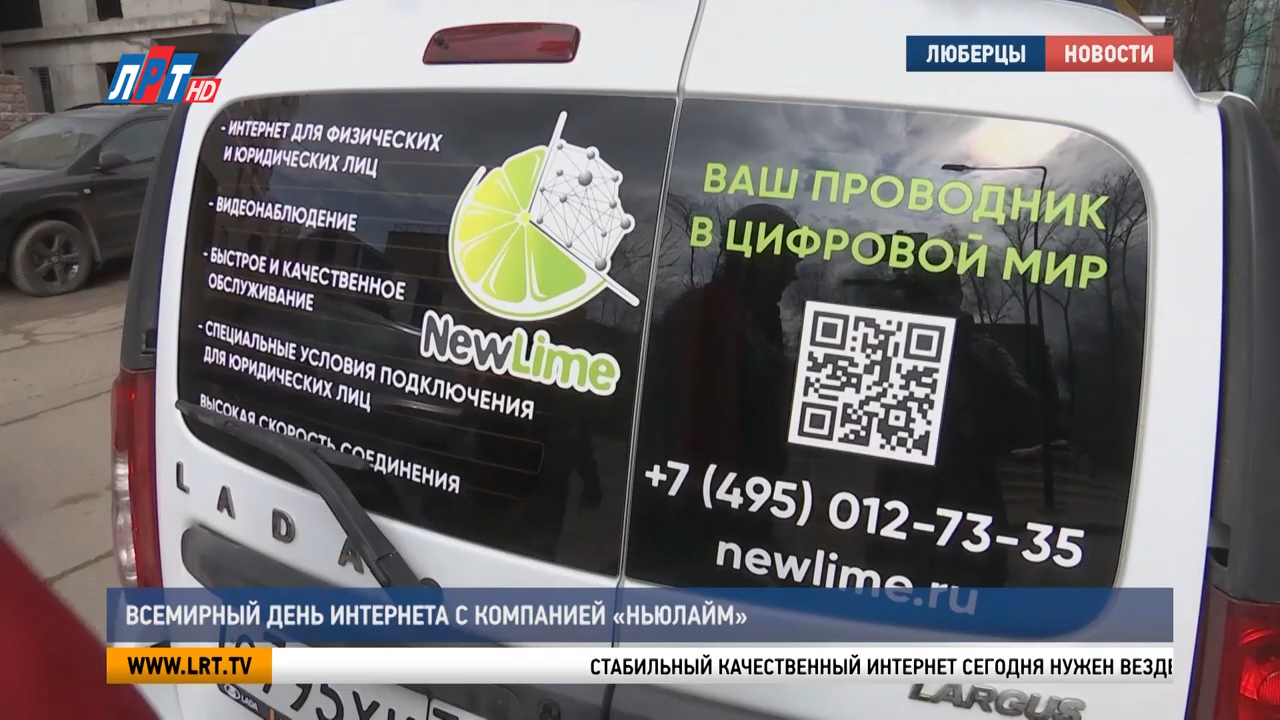 ЛРТ HD
ЛЮБЕРЦЫ НОВОСТИ
- ИНТЕРНЕТ ДЛЯ ФИЗИЧЕСКИХ
И ЮРИДИЧЕСКИХ ЛИЦ
- ВИДЕОНАБЛЮДЕНИЕ
- БЫСТРОЕ И КАЧЕСТВЕННОЕ
ОБСЛУЖИВАНИЕ
- СПЕЦИАЛЬНЫЕ УСЛОВИЯ ПОДКЛЮЧЕНИЯ
ДЛЯ ЮРИДИЧЕСКИХ ЛИЦ
ВЫСОКАЯ СКОРОСТЬ СОЕДИНЕНИЯ
NewLime
ВАШ ПРОВОДНИК
В ЦИФРОВОЙ МИР
+7 (495) 012-73-35
newlime.ru
LADA
ВСЕМИРНЫЙ ДЕНЬ ИНТЕРНЕТА С КОМПАНИЕЙ «НЬЮЛАЙМ»
WWW.LRT.TV
СТАБИЛЬНЫЙ КАЧЕСТВЕННЫЙ ИНТЕРНЕТ СЕГОДНЯ НУЖЕН ВЕЗДЕ
LADA
LARGUS